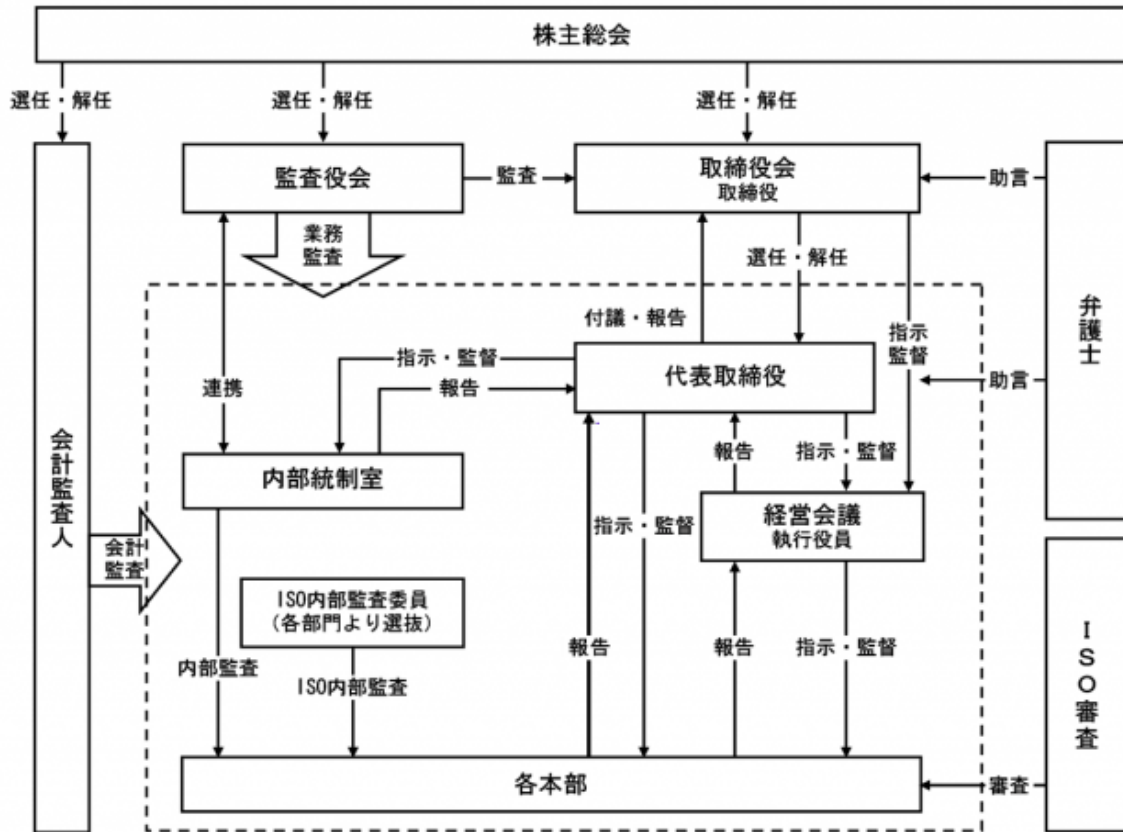 株主総会
選任・解任
選任・解任
選任・解任
監査役会
監査
取締役会
取締役
助言
業務
監査
選任・解任
弁護士
付議・報告
指示
監督
指示・監督
代表取締役
助言
連携
報告
会計監査人
報告
指示・監督
内部統制室
経営会議
執行役員
指示・監督
会計
監査
ISO内部監査委員
(各部門より選抜)
ISO審査
内部監査
ISO内部監査
報告
報告
指示・監督
各本部
審査